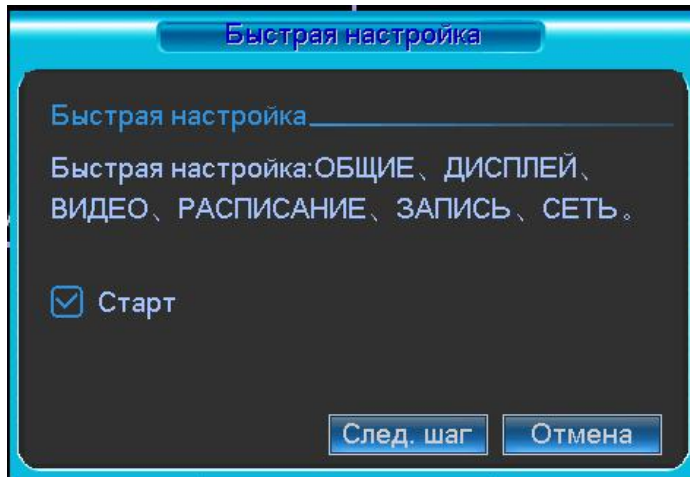 Быстрая настройка
Быстрая настройка
Быстрая настройка:ОБЩИЕ、ДИСПЛЕЙ、
ВИДЕО、РАСПИСАНИЕ、ЗАПИСЬ、СЕТЬ。
Старт
След. шаг
Отмена